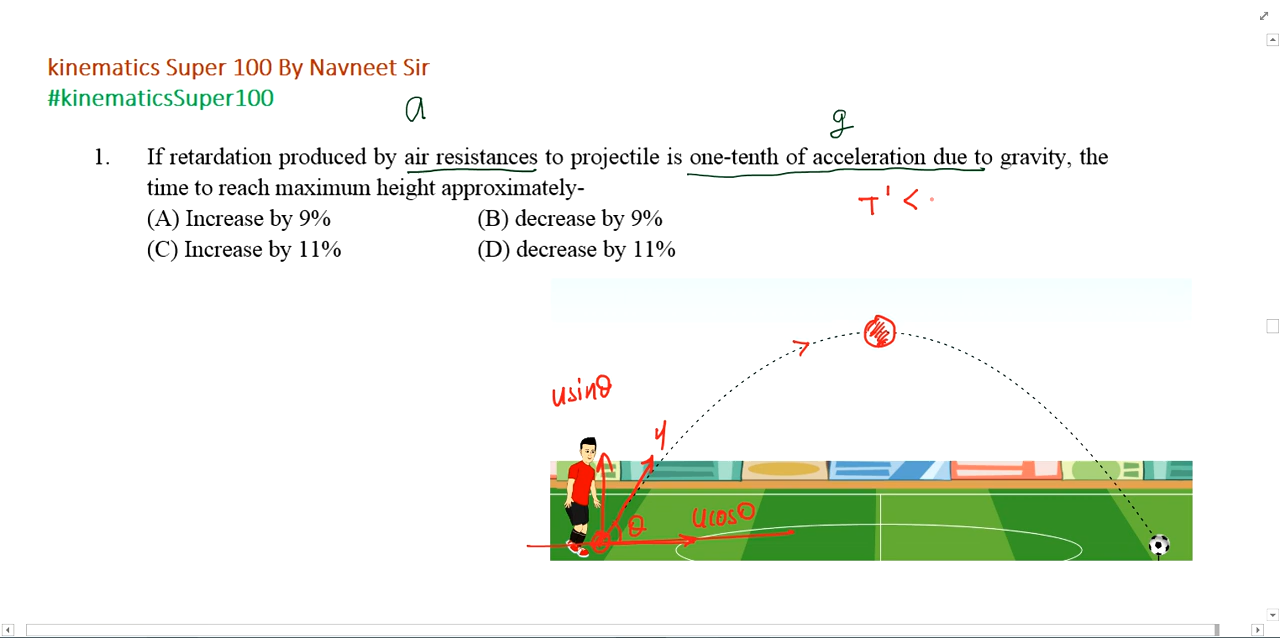 kinematics Super 100 By Navneet Sir
#kinematicsSuper100
a
g
1. If retardation produced by air resistances to projectile is one-tenth of acceleration due to gravity, the
time to reach maximum height approximately-
T' <
(A) Increase by 9% (B) decrease by 9%
(C) Increase by 11% (D) decrease by 11%
usinθ
u
θ
ucosθ